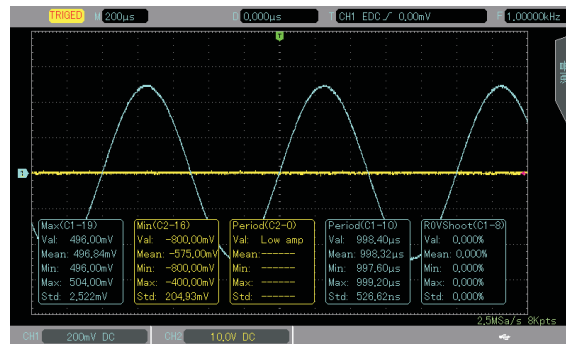 TRIGED M 200µs D 0,000µs T CH1 EDC 0,00mV F 1,00000kHz
T
1
Max(C1-19)
Val: 496,00mV
Mean: 496,84mV
Min: 496,00mV
Max: 504,00mV
Std: 2,522mV
Min(C2-16)
Val: -800,00mV
Mean: -575,00mV
Min: -800,00mV
Max: -400,00mV
Std: 204,93mV
Period(C2-0)
Val: Low amp
Mean:------
Min: ------
Max: ------
Std: ------
Period(C1-10)
Val: 998,40µs
Mean: 998,32µs
Min: 997,60µs
Max: 999,20µs
Std: 526,62ns
ROVShoot(C1-8)
Val: 0,000%
Mean: 0,000%
Min: 0,000%
Max: 0,000%
Std: 0,000%
2,5MSa/s 8Kpts
CH1 200mV DC CH2 10,0V DC